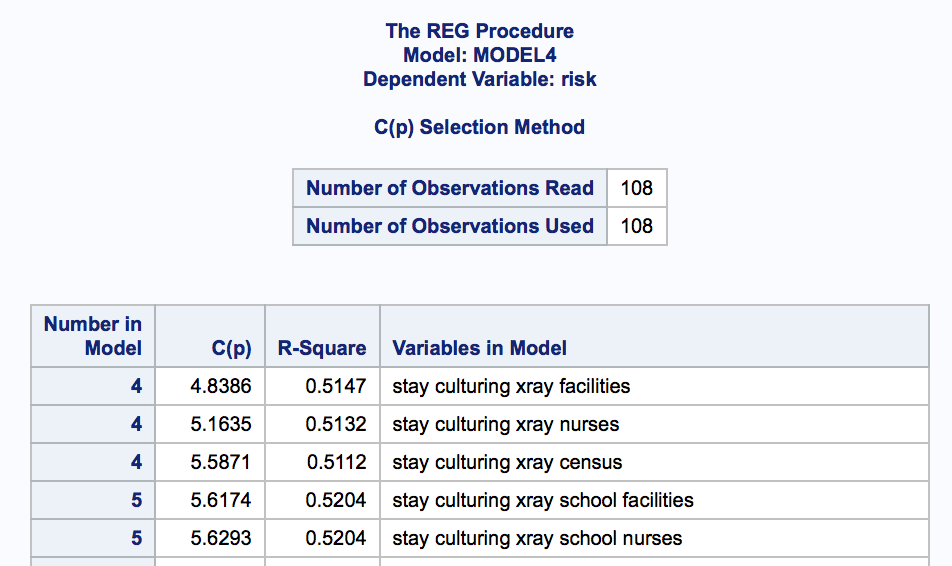 The REG Procedure
Model: MODEL4
Dependent Variable: risk
C(p) Selection Method
Number of Observations Read 108
Number of Observations Used 108
Number in
Model C(p) R-Square Variables in Model
4 4.8386 0.5147 stay culturing xray facilities
4 5.1635 0.5132 stay culturing xray nurses
4 5.5871 0.5112 stay culturing xray census
5 5.6174 0.5204 stay culturing xray school facilities
5 5.6293 0.5204 stay culturing xray school nurses